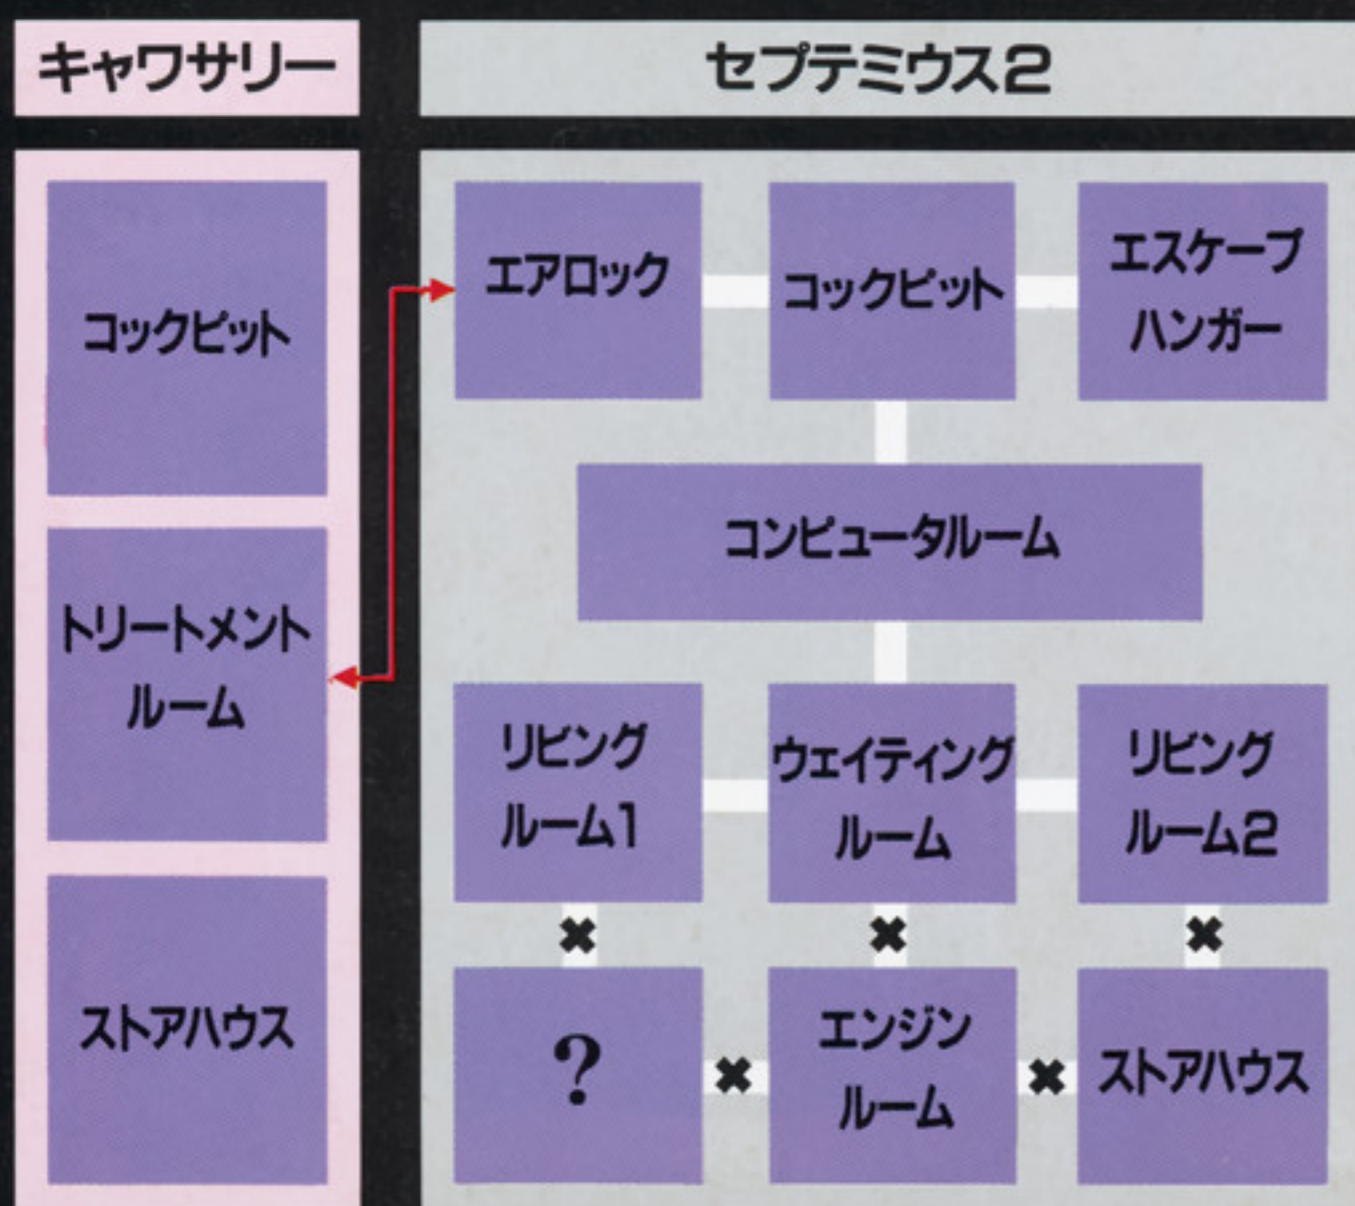 キャワサリー
セプテミウス2
コックピット
トリートメント
ルーム
ストアハウス
エアロック
コックピット
エスケープ
ハンガー
コンピュータルーム
リビング
ルーム1
ウェイティング
ルーム
リビング
ルーム2
?
エンジン
ルーム
ストアハウス